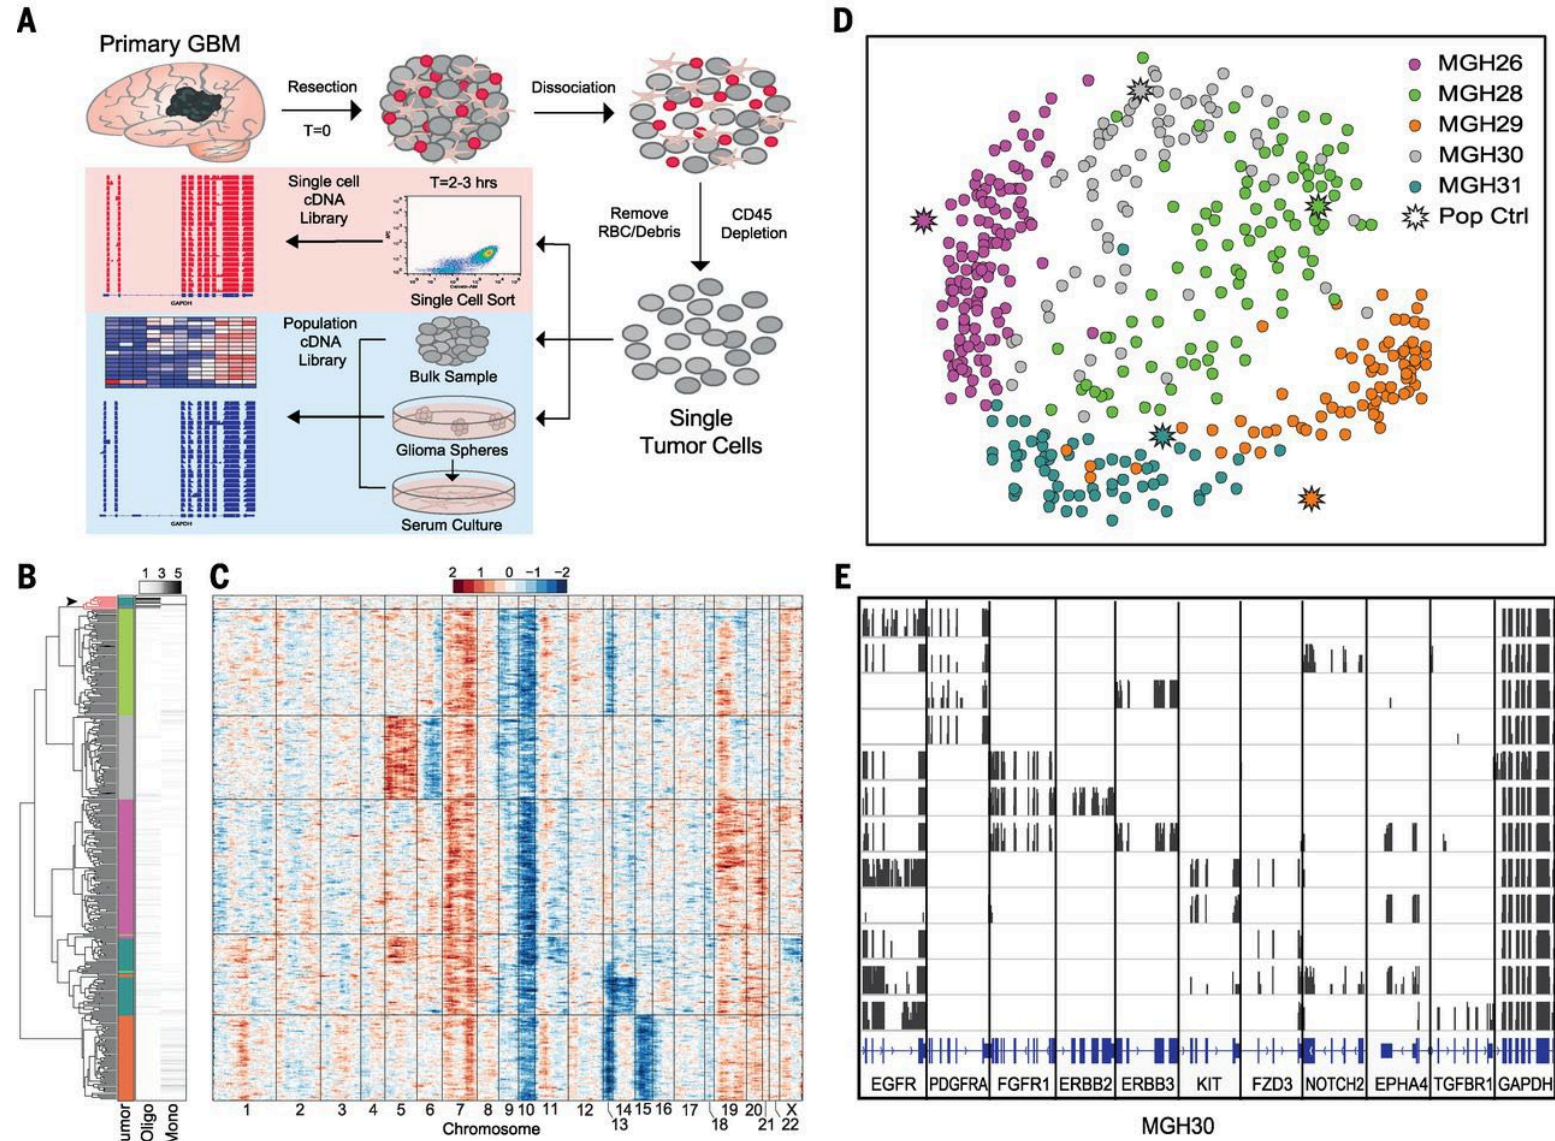 A
Primary GBM
Resection
T=0
Dissociation
Single cell
cDNA
Library
T=2-3 hrs
Remove
RBC/Debris
CD45
Depletion
GAPDH
Single Cell Sort
Population
cDNA
Library
Bulk Sample
Glioma Spheres
Serum Culture
GAPDH
Single
Tumor Cells
D
MGH26
MGH28
MGH29
MGH30
MGH31
Pop Ctrl
B
1 3 5
Tumor
Oligo
Mono
C
2 1 0 −1 −2
1 2 3 4 5 6 7 8 9 10 11 12 14 15 16 17 19 20 X
13 18 21 22
Chromosome
E
EGFR PDGFRA FGFR1 ERBB2 ERBB3 KIT FZD3 NOTCH2 EPHA4 TGFBR1 GAPDH
MGH30